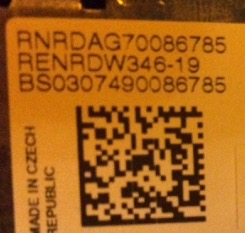 RNRDAG70086785
RENRDW346-19
BS0307490086785
MADE IN CZECH
REPUBLIC